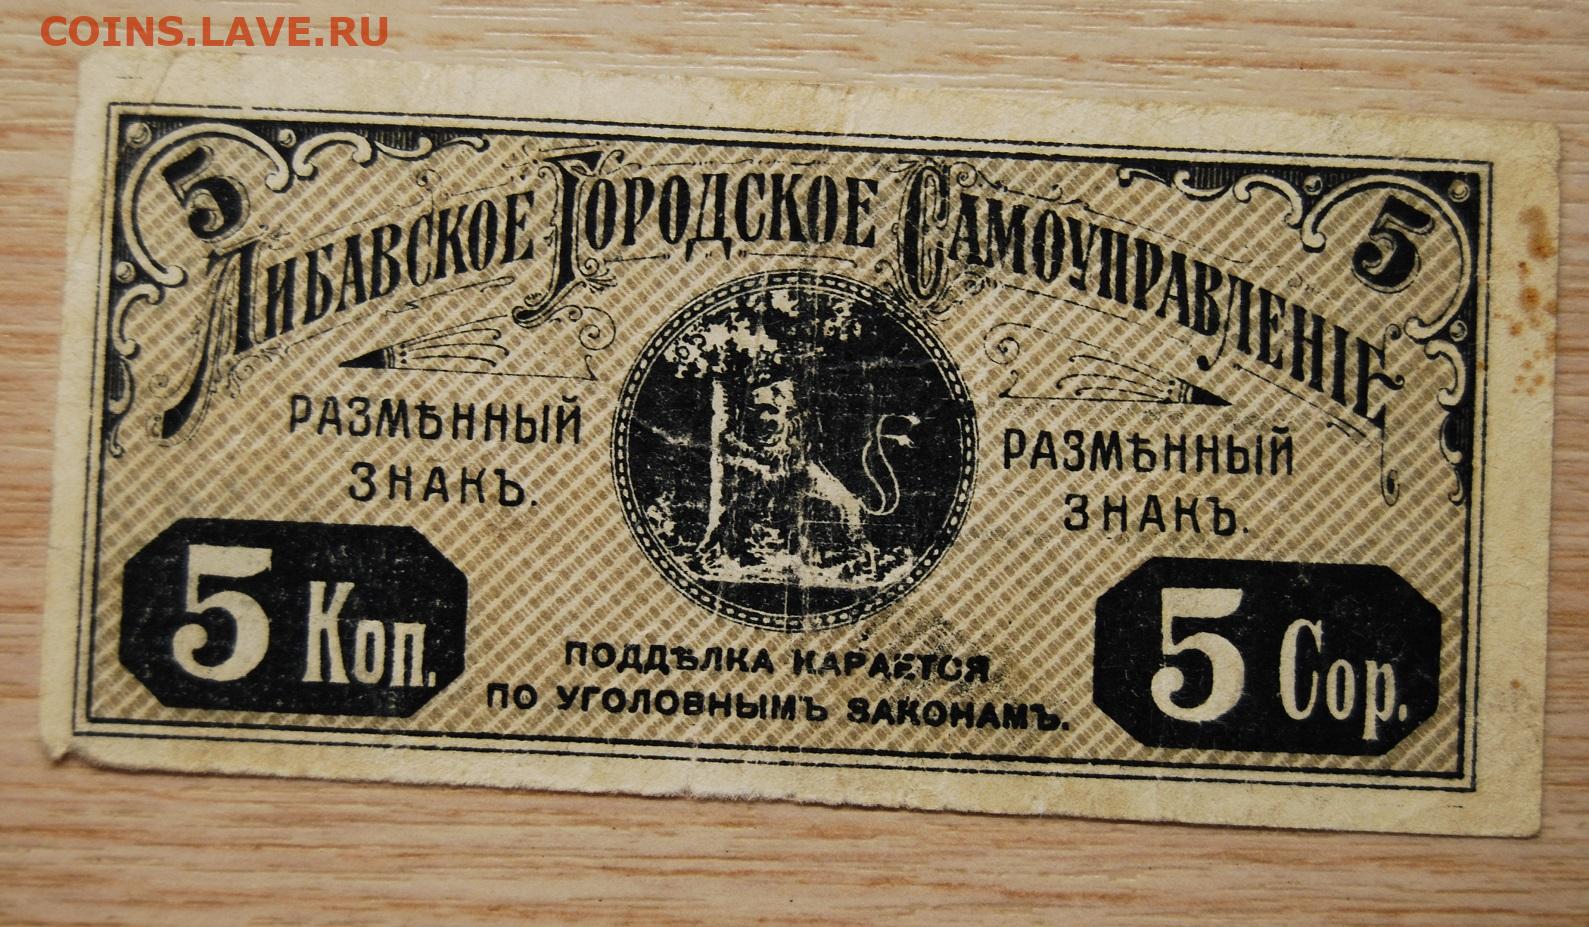 COINS.LAVE.RU
5
5
Либавское Городское Самоуправленіе
РАЗМѢННЫЙ
ЗНАКЪ.
РАЗМѢННЫЙ
ЗНАКЪ.
5 Коп.
5 Cop.
ПОДДѢЛКА КАРАЕТСЯ
ПО УГОЛОВНЫМЪ ЗАКОНАМЪ.